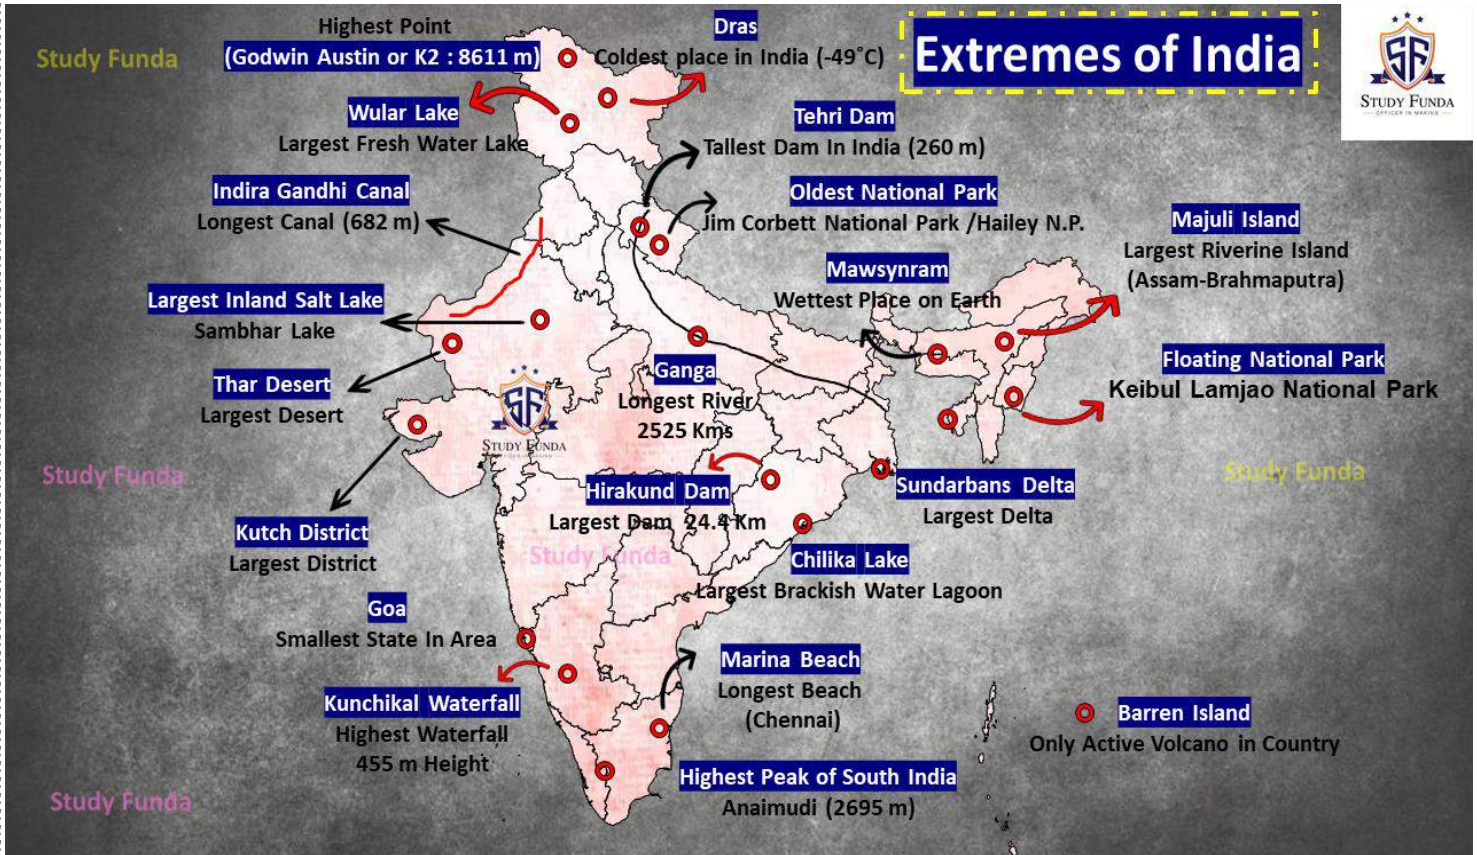 Extremes of India
STUDY FUNDA
OFFICER IN MAKING
Study Funda
Highest Point
(Godwin Austin or K2 : 8611 m)
Dras
Coldest place in India (-49°C)
Wular Lake
Largest Fresh Water Lake
Tehri Dam
Tallest Dam In India (260 m)
Indira Gandhi Canal
Longest Canal (682 m)
Oldest National Park
Jim Corbett National Park /Hailey N.P.
Majuli Island
Largest Riverine Island
(Assam-Brahmaputra)
Mawsynram
Wettest Place on Earth
Largest Inland Salt Lake
Sambhar Lake
Thar Desert
Largest Desert
Ganga
Longest River
2525 Kms
Floating National Park
Keibul Lamjao National Park
SF
STUDY FUNDA
Study Funda
Study Funda
Hirakund Dam
Largest Dam 24.4 Km
Sundarbans Delta
Largest Delta
Kutch District
Largest District
Study Funda
Chilika Lake
Largest Brackish Water Lagoon
Goa
Smallest State In Area
Marina Beach
Longest Beach
(Chennai)
Kunchikal Waterfall
Highest Waterfall
455 m Height
Barren Island
Only Active Volcano in Country
Highest Peak of South India
Anaimudi (2695 m)
Study Funda